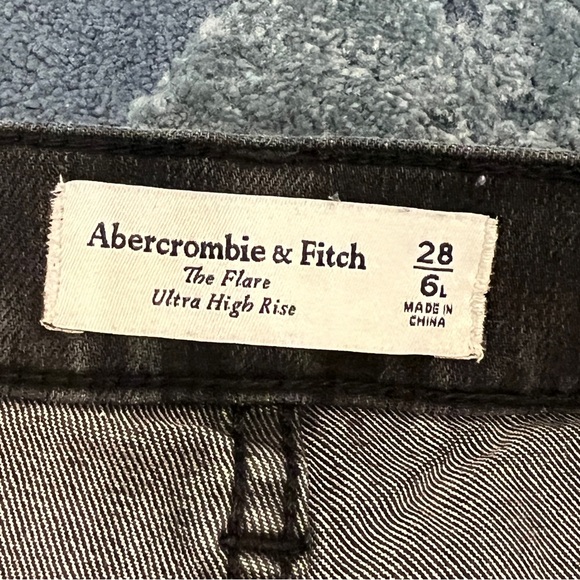 Abercrombie & Fitch
The Flare
Ultra High Rise
28
6L
MADE IN
CHINA